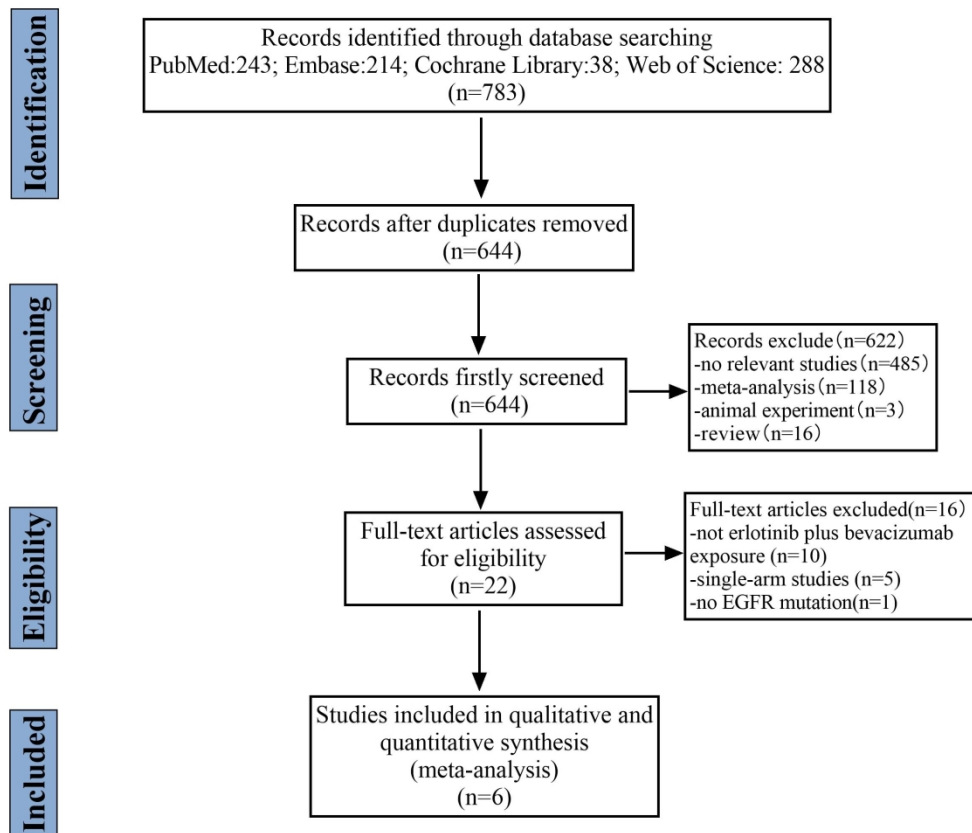 Identification
Records identified through database searching
PubMed:243; Embase:214; Cochrane Library:38; Web of Science: 288
(n=783)
Records after duplicates removed
(n=644)
Screening
Records firstly screened
(n=644)
Records exclude(n=622)
-no relevant studies(n=485)
-meta-analysis(n=118)
-animal experiment(n=3)
-review(n=16)
Eligibility
Full-text articles assessed
for eligibility
(n=22)
Full-text articles excluded(n=16)
-not erlotinib plus bevacizumab
exposure (n=10)
-single-arm studies (n=5)
-no EGFR mutation(n=1)
Included
Studies included in qualitative and
quantitative synthesis
(meta-analysis)
n=6)